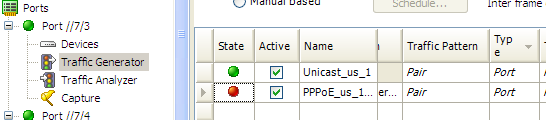 Ports
Manual based
Schedule...
Inter frame
Port //7/3
Devices
Traffic Generator
Traffic Analyzer
Capture
Port //7/4
State Active Name Traffic Pattern Type
Unicast_us_1 Pair Port
PPPoE_us_1... er... Pair Port